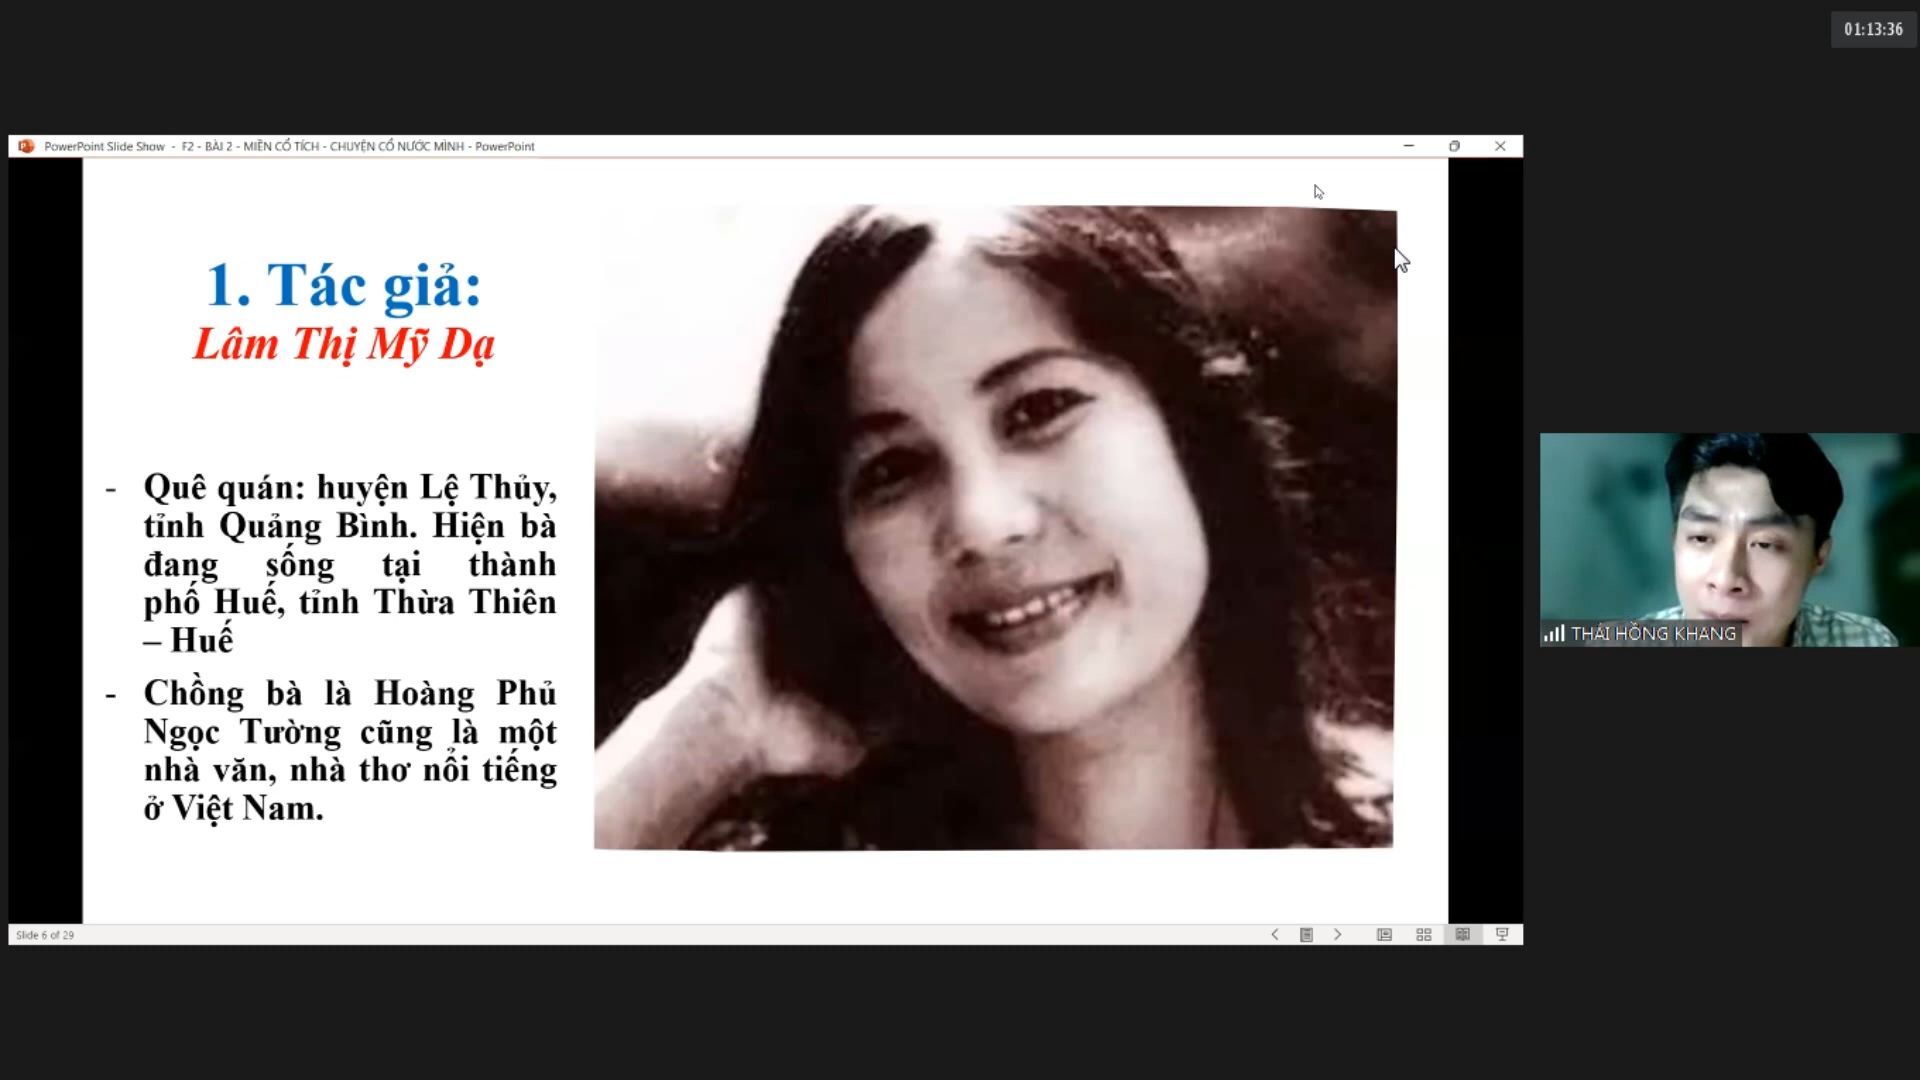 01:13:36
PowerPoint Slide Show - F2 - BÀI 2 - MIỀN CỔ TÍCH - CHUYỆN CỔ NƯỚC MÌNH - PowerPoint
1. Tác giả:
Lâm Thị Mỹ Dạ
- Quê quán: huyện Lệ Thủy,
tỉnh Quảng Bình. Hiện bà
đang sống tại thành
phố Huế, tỉnh Thừa Thiên
– Huế
- Chồng bà là Hoàng Phủ
Ngọc Tường cũng là một
nhà văn, nhà thơ nổi tiếng
ở Việt Nam.
THÁI HỒNG KHANG
Slide 6 of 29